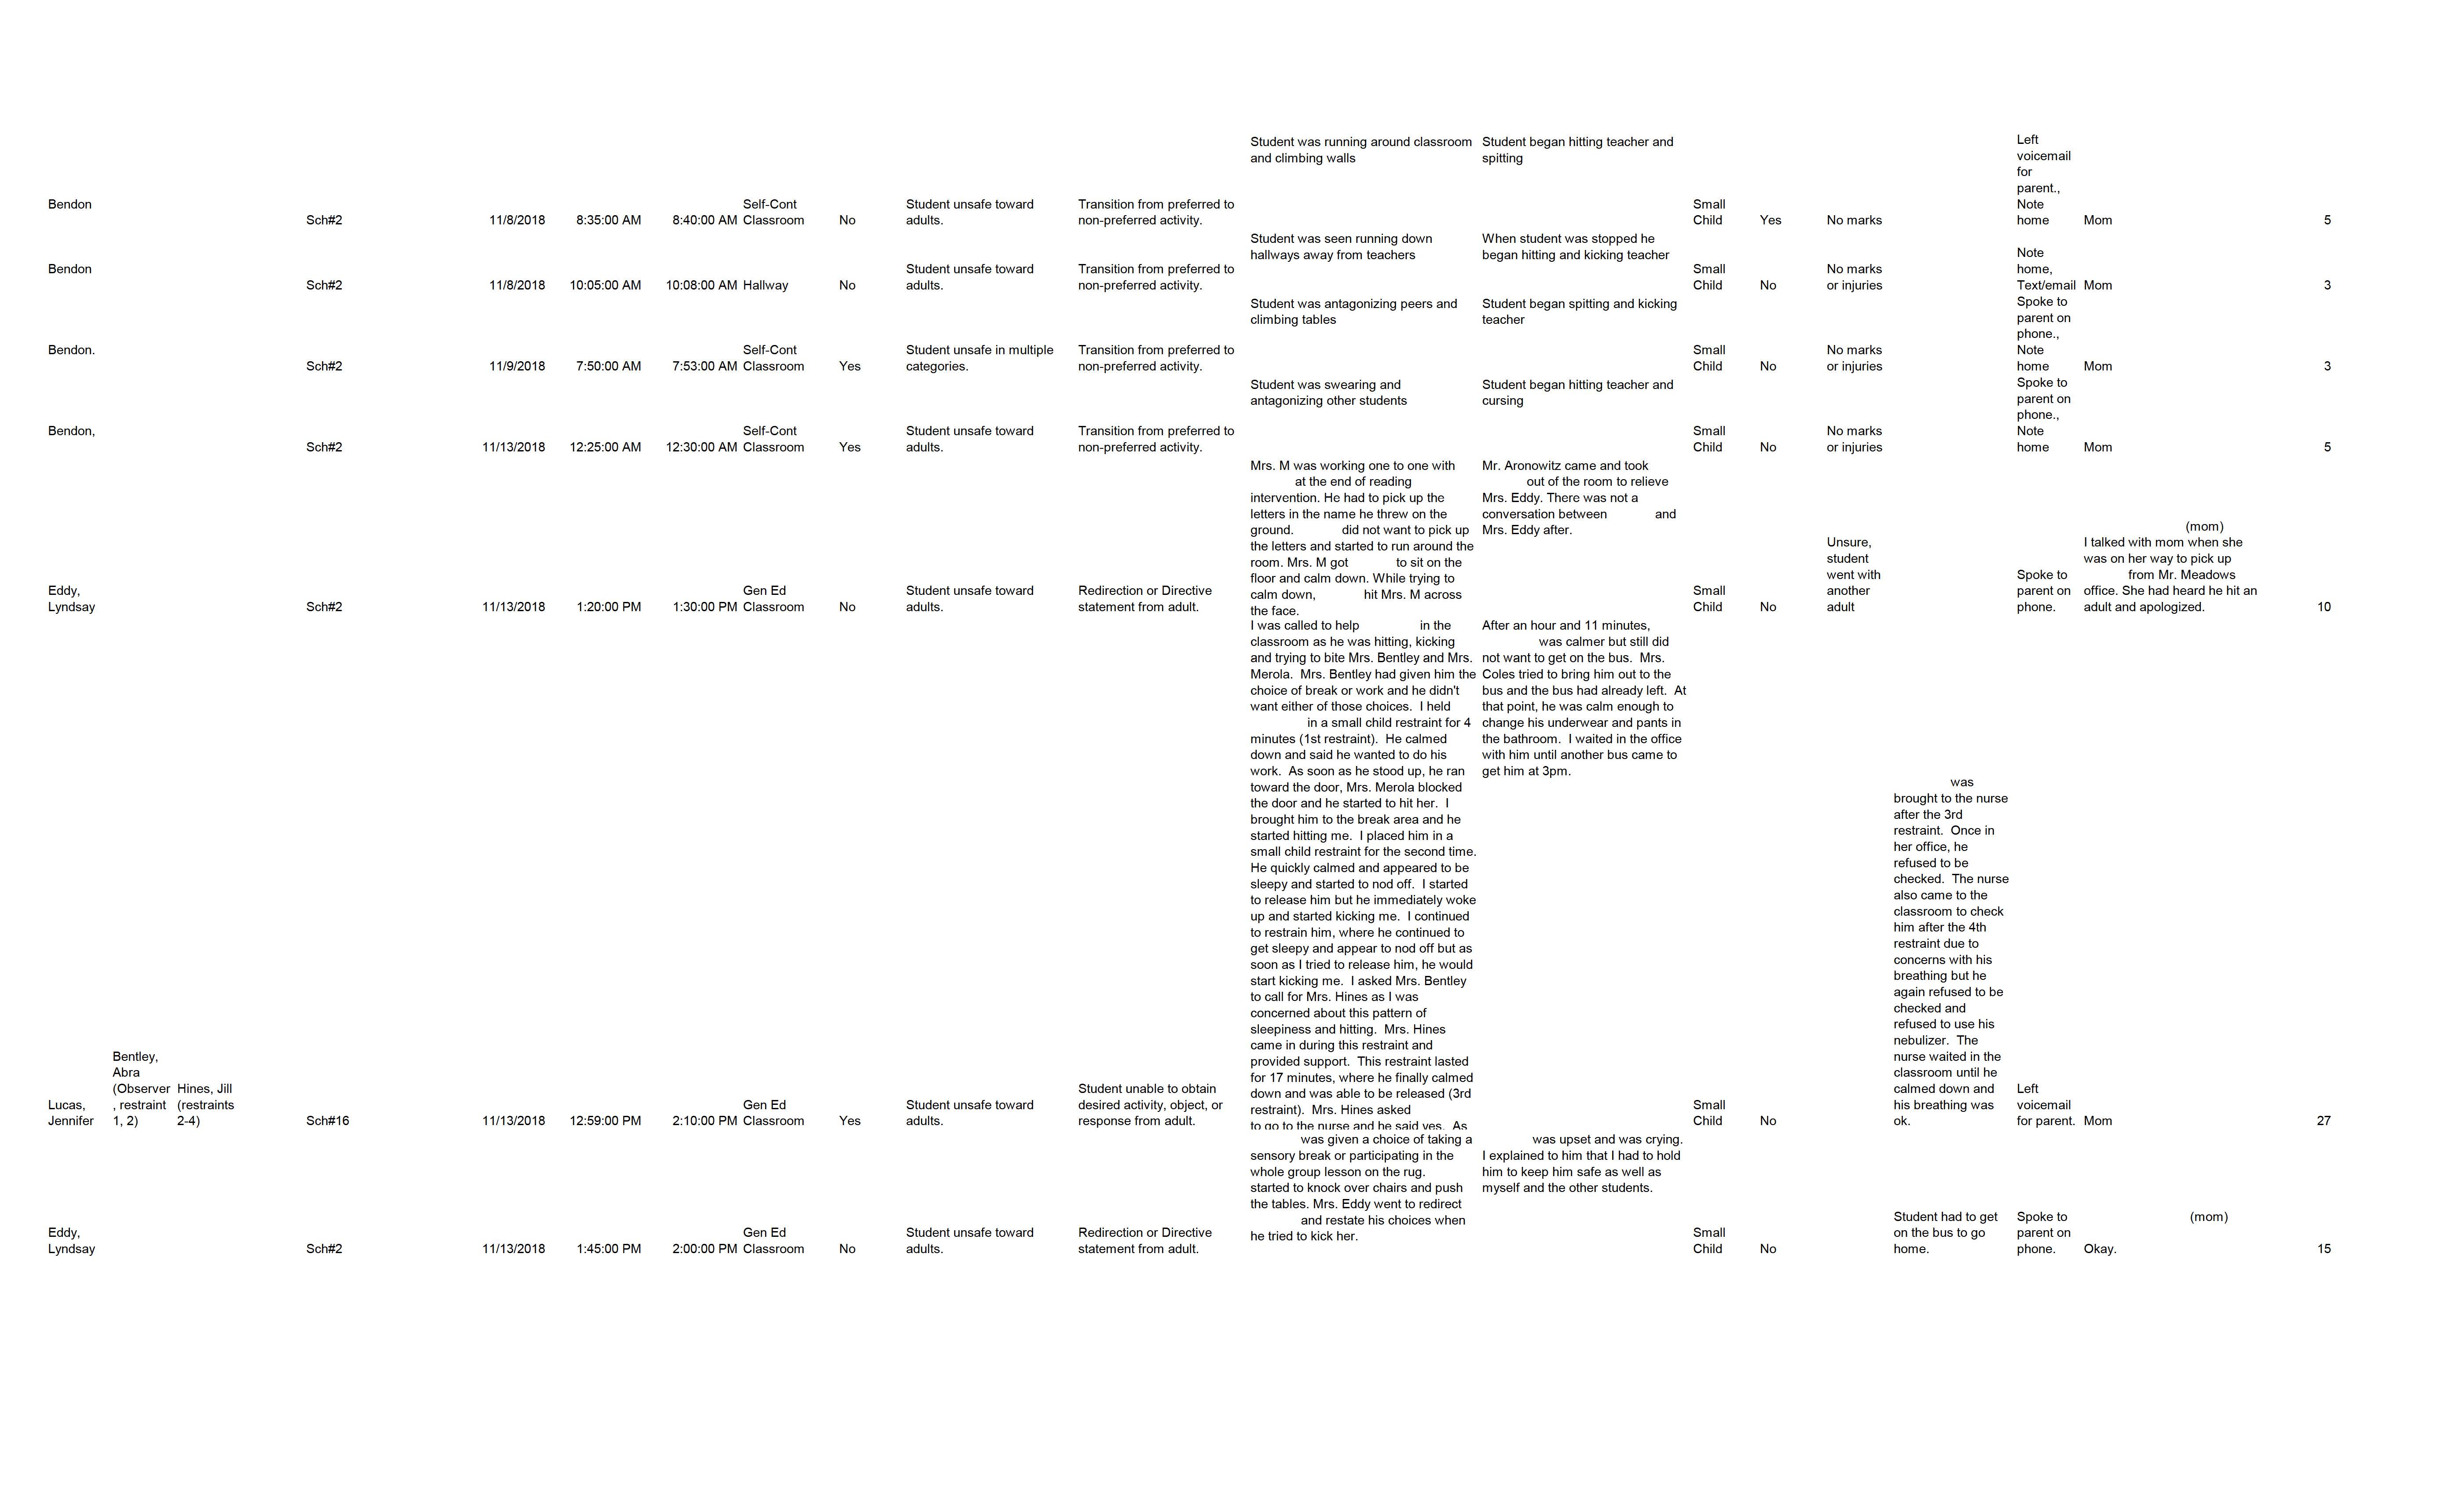 Student was running around classroom
and climbing walls
Student began hitting teacher and
spitting
Left
voicemail
for
parent.,
Note
home
Bendon
Sch#2
11/8/2018
8:35:00 AM
8:40:00 AM
Self-Cont
Classroom
No
Student unsafe toward
adults.
Transition from preferred to
non-preferred activity.
Small
Child
Yes
No marks
Mom
5
Student was seen running down
hallways away from teachers
When student was stopped he
began hitting and kicking teacher
Bendon
Sch#2
11/8/2018
10:05:00 AM
10:08:00 AM
Hallway
No
Student unsafe toward
adults.
Transition from preferred to
non-preferred activity.
Small
Child
No
No marks
or injuries
Note
home,
Text/email
Mom
3
Student was antagonizing peers and
climbing tables
Student began spitting and kicking
teacher
Bendon.
Sch#2
11/9/2018
7:50:00 AM
7:53:00 AM
Self-Cont
Classroom
Yes
Student unsafe in multiple
categories.
Transition from preferred to
non-preferred activity.
Small
Child
No
No marks
or injuries
Spoke to
parent on
phone.,
Note
home
Mom
3
Student was swearing and
antagonizing other students
Student began hitting teacher and
cursing
Bendon,
Sch#2
11/13/2018
12:25:00 AM
12:30:00 AM
Self-Cont
Classroom
Yes
Student unsafe toward
adults.
Transition from preferred to
non-preferred activity.
Small
Child
No
No marks
or injuries
Spoke to
parent on
phone.,
Note
home
Mom
5
Eddy,
Lyndsay
Sch#2
11/13/2018
1:20:00 PM
1:30:00 PM
Gen Ed
Classroom
No
Student unsafe toward
adults.
Redirection or Directive
statement from adult.
Mrs. M was working one to one with
at the end of reading
intervention. He had to pick up the
letters in the name he threw on the
ground. did not want to pick up
the letters and started to run around the
room. Mrs. M got to sit on the
floor and calm down. While trying to
calm down, hit Mrs. M across
the face.
Mr. Aronowitz came and took
out of the room to relieve
Mrs. Eddy. There was not a
conversation between and
Mrs. Eddy after.
Small
Child
No
Unsure,
student
went with
another
adult
Spoke to
parent on
phone.
(mom)
I talked with mom when she
was on her way to pick up
from Mr. Meadows
office. She had heard he hit an
adult and apologized.
10
Lucas,
Jennifer
Bentley,
Abra
(Observer
, restraint
1, 2)
Hines, Jill
(restraints
2-4)
Sch#16
11/13/2018
12:59:00 PM
2:10:00 PM
Gen Ed
Classroom
Yes
Student unsafe toward
adults.
Student unable to obtain
desired activity, object, or
response from adult.
I was called to help in the
classroom as he was hitting, kicking
and trying to bite Mrs. Bentley and Mrs.
Merola. Mrs. Bentley had given him the
choice of break or work and he didn't
want either of those choices. I held
in a small child restraint for 4
minutes (1st restraint). He calmed
down and said he wanted to do his
work. As soon as he stood up, he ran
toward the door, Mrs. Merola blocked
the door and he started to hit her. I
brought him to the break area and he
started hitting me. I placed him in a
small child restraint for the second time.
He quickly calmed and appeared to be
sleepy and started to nod off. I started
to release him but he immediately woke
up and started kicking me. I continued
to restrain him, where he continued to
get sleepy and appear to nod off but as
soon as I tried to release him, he would
start kicking me. I asked Mrs. Bentley
to call for Mrs. Hines as I was
concerned about this pattern of
sleepiness and hitting. Mrs. Hines
came in during this restraint and
provided support. This restraint lasted
for 17 minutes, where he finally calmed
down and was able to be released (3rd
restraint). Mrs. Hines asked
to go to the nurse and he said yes. As
After an hour and 11 minutes,
was calmer but still did
not want to get on the bus. Mrs.
Coles tried to bring him out to the
bus and the bus had already left. At
that point, he was calm enough to
change his underwear and pants in
the bathroom. I waited in the office
with him until another bus came to
get him at 3pm.
Small
Child
No
was
brought to the nurse
after the 3rd
restraint. Once in
her office, he
refused to be
checked. The nurse
also came to the
classroom to check
him after the 4th
restraint due to
concerns with his
breathing but he
again refused to be
checked and
refused to use his
nebulizer. The
nurse waited in the
classroom until he
calmed down and
his breathing was
ok.
Left
voicemail
for parent.
Mom
27
Eddy,
Lyndsay
Sch#2
11/13/2018
1:45:00 PM
2:00:00 PM
Gen Ed
Classroom
No
Student unsafe toward
adults.
Redirection or Directive
statement from adult.
was given a choice of taking a
sensory break or participating in the
whole group lesson on the rug.
started to knock over chairs and push
the tables. Mrs. Eddy went to redirect
and restate his choices when
he tried to kick her.
was upset and was crying.
I explained to him that I had to hold
him to keep him safe as well as
myself and the other students.
Small
Child
No
Student had to get
on the bus to go
home.
Spoke to
parent on
phone.
(mom)
Okay.
15